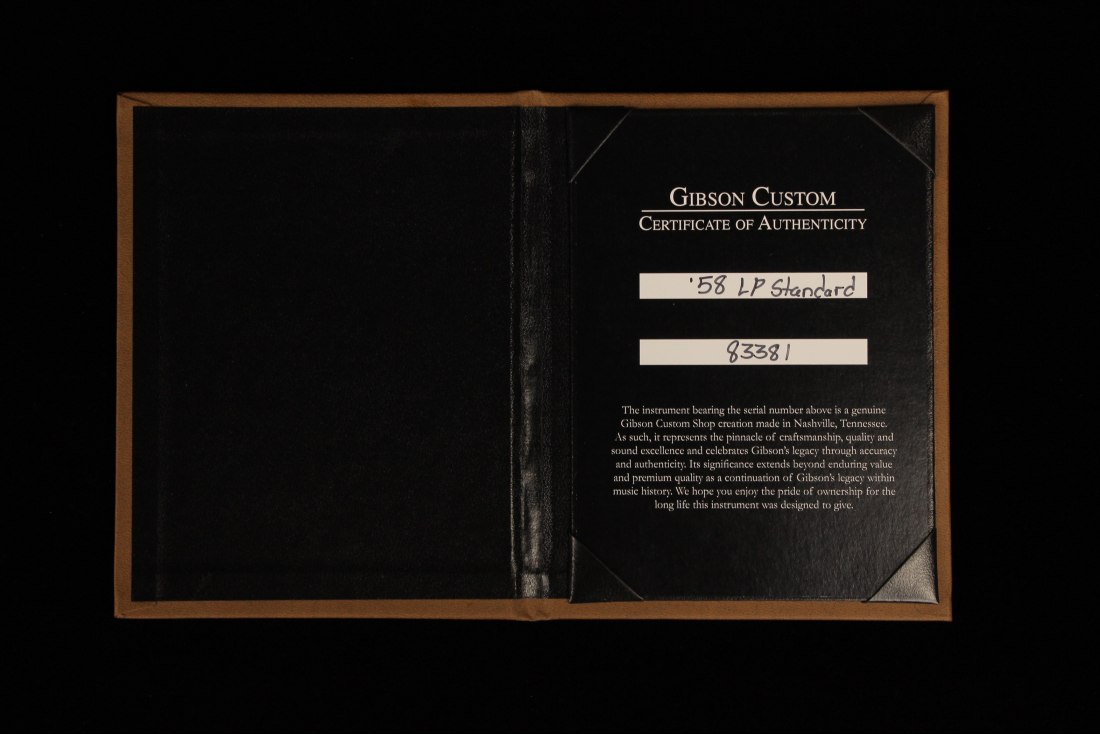 GIBSON CUSTOM
CERTIFICATE OF AUTHENTICITY
'58 LP Standard
83381
The instrument bearing the serial number above is a genuine
Gibson Custom Shop creation made in Nashville, Tennessee.
As such, it represents the pinnacle of craftsmanship, quality and
sound excellence and celebrates Gibson's legacy through accuracy
and authenticity. Its significance extends beyond enduring value
and premium quality as a continuation of Gibson's legacy within
music history. We hope you enjoy the pride of ownership for the
long life this instrument was designed to give.